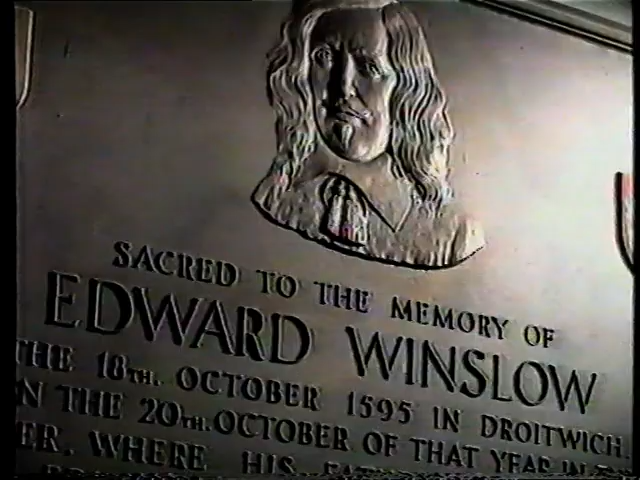 SACRED TO THE MEMORY OF
EDWARD WINSLOW
THE 18TH. OCTOBER 1595 IN DROITWICH.
N THE 20TH. OCTOBER OF THAT YEAR IN
ER. WHERE HIS